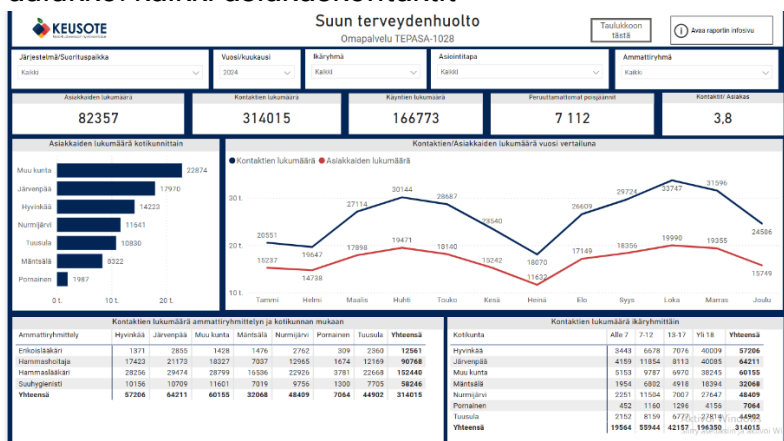 KEUSOTE
Suun terveydenhuolto
Omapalvelu TEPASA-1028
Taulukkoon tästä
Avaa raportin infosivu
Järjestelmä/Suorituspaikka
Kaikki
Vuosi/kuukausi
2024
Ikäryhmä
Kaikki
Asiointitapa
Kaikki
Ammattiryhmä
Kaikki
Asiakkaiden lukumäärä
82357
Kontaktien lukumäärä
314015
Käyntien lukumäärä
166773
Peruuttamattomat poisjäännit
7 112
Kontaktit/ Asiakas
3,8
Asiakkaiden lukumäärä kotikunnittain
Muu kunta 22874
Järvenpää 17970
Hyvinkää 14223
Nurmijärvi 11641
Tuusula 10830
Mäntsälä 8322
Pornainen 1987
0 t. 10 t. 20 t.
Kontaktien/Asiakkaiden lukumäärä vuosi vertailuna
Kontaktien lukumäärä Asiakkaiden lukumäärä
30 t.
20 t.
10 t.
20551 19647 27114 30144 28687 23540 18070 26609 29724 33747 31596 24586
15237 14738 17898 19471 18140 15242 11632 17149 18356 19990 19355 15749
Tammi Helmi Maalis Huhti Touko Kesä Heinä Elo Syys Loka Marras Joulu
Kontaktien lukumäärä ammattiryhmittelyn ja kotikunnan mukaan
Ammattiryhmittely Hyvinkää Järvenpää Muu kunta Mäntsälä Nurmijärvi Pornainen Tuusula Yhteensä
Erikoislääkäri 1371 2855 1428 1476 2762 309 2360 12561
Hammashoitaja 17423 21173 18327 7037 12965 1674 12169 90768
Hammaslääkäri 28256 29474 28799 16536 22926 3781 22668 152440
Suuhygienisti 10156 10709 11601 7019 9756 1300 7705 58246
Yhteensä 57206 64211 60155 32068 48409 7064 44902 314015
Kontaktien lukumäärä ikäryhmittäin
Kotikunta Alle 7 7-12 13-17 Yli 18 Yhteensä
Hyvinkää 3443 6678 7076 40009 57206
Järvenpää 4159 11854 8113 40085 64211
Muu kunta 5153 9787 6970 38245 60155
Mäntsälä 1954 6802 4918 18394 32068
Nurmijärvi 2251 11504 7007 27647 48409
Pornainen 452 1160 1296 4156 7064
Tuusula 2152 8159 6777 27814 44902
Yhteensä 19564 55944 42157 196350 314015